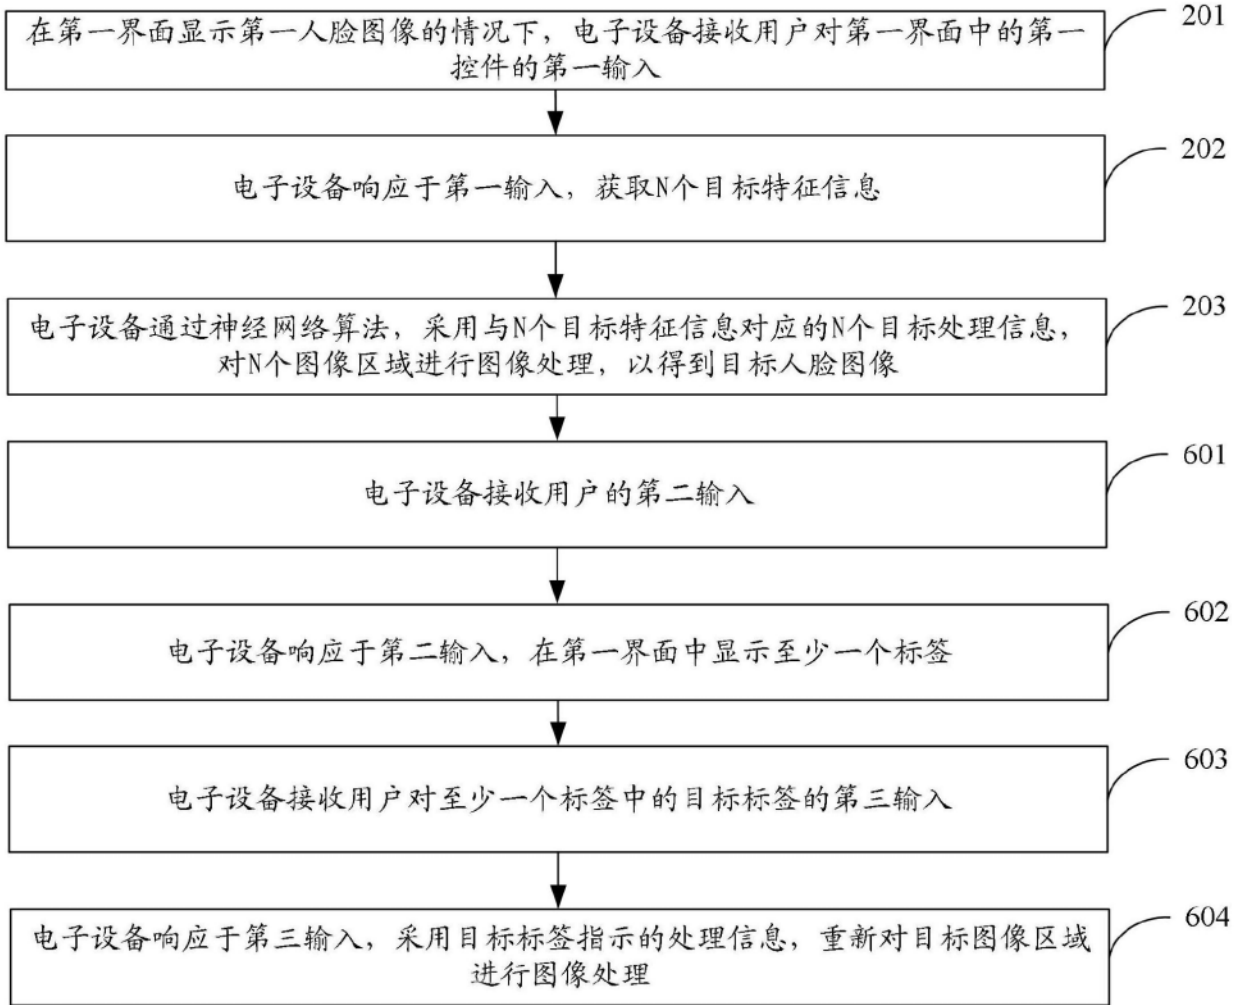 在第一界面显示第一人脸图像的情况下，电子设备接收用户对第一界面中的第一
控件的第一输入
201
电子设备响应于第一输入，获取N个目标特征信息
202
电子设备通过神经网络算法，采用与N个目标特征信息对应的N个目标处理信息，
对N个图像区域进行图像处理，以得到目标人脸图像
203
电子设备接收用户的第二输入
601
电子设备响应于第二输入，在第一界面中显示至少一个标签
602
电子设备接收用户对至少一个标签中的目标标签的第三输入
603
电子设备响应于第三输入，采用目标标签指示的处理信息，重新对目标图像区域
进行图像处理
604